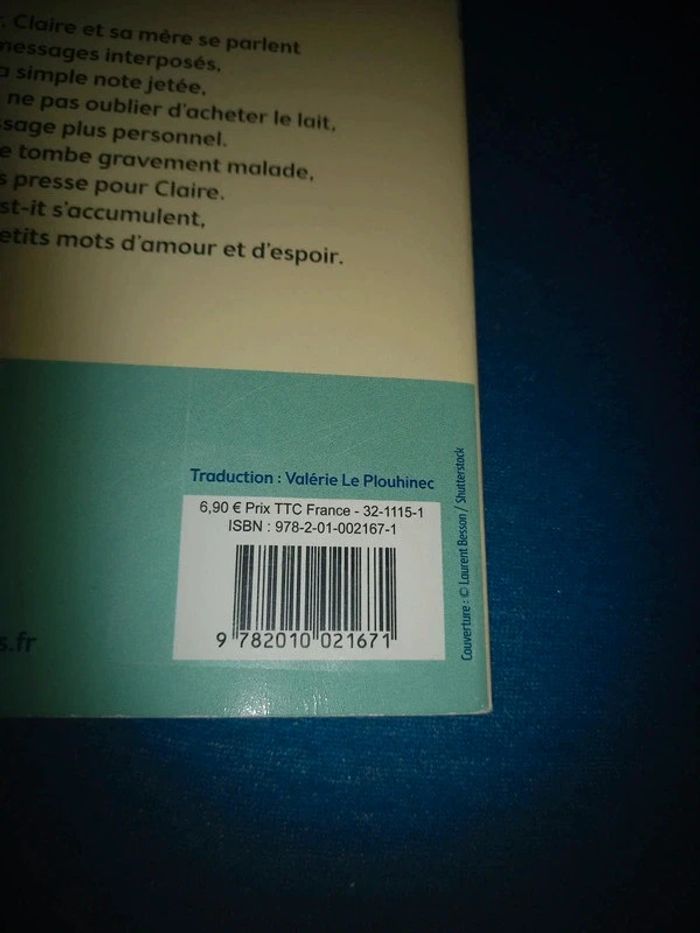 . Claire et sa mère se parlent
messages interposés.
a simple note jetée,
ne pas oublier d'acheter le lait,
ssage plus personnel.
e tombe gravement malade,
s presse pour Claire.
st-it s'accumulent,
etits mots d'amour et d'espoir.
Traduction : Valérie Le Plouhinec
6,90 € Prix TTC France - 32-1115-1
ISBN : 978-2-01-002167-1
9 782010 021671
s.fr
Couverture : © Laurent Besson / Shutterstock